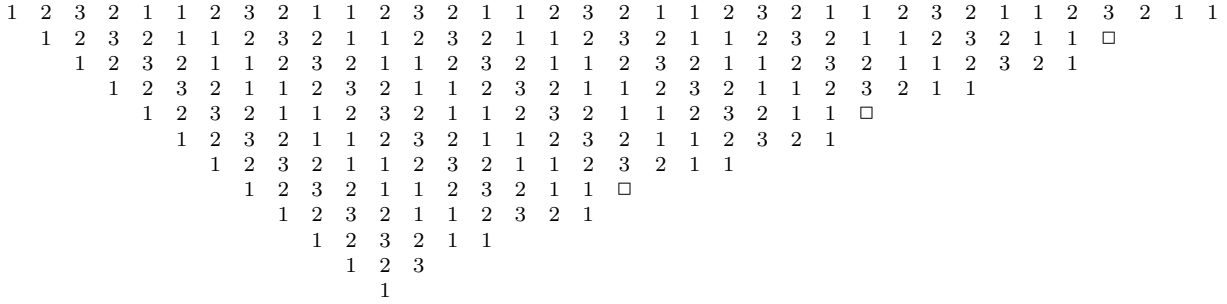 1 2 3 2 1 1 2 3 2 1 1 2 3 2 1 1 2 3 2 1 1 2 3 2 1 1 2 3 2 1 1 2 3 2 1 1
1 2 3 2 1 1 2 3 2 1 1 2 3 2 1 1 2 3 2 1 1 2 3 2 1 1 2 3 2 1 1 □
1 2 3 2 1 1 2 3 2 1 1 2 3 2 1 1 2 3 2 1 1 2 3 2 1 1 2 3 2 1
1 2 3 2 1 1 2 3 2 1 1 2 3 2 1 1 2 3 2 1 1 2 3 2 1 1
1 2 3 2 1 1 2 3 2 1 1 2 3 2 1 1 2 3 2 1 1 □
1 2 3 2 1 1 2 3 2 1 1 2 3 2 1 1 2 3 2 1
1 2 3 2 1 1 2 3 2 1 1 2 3 2 1 1
1 2 3 2 1 1 2 3 2 1 1 □
1 2 3 2 1 1 2 3 2 1
1 2 3 2 1 1
1 2 3
1